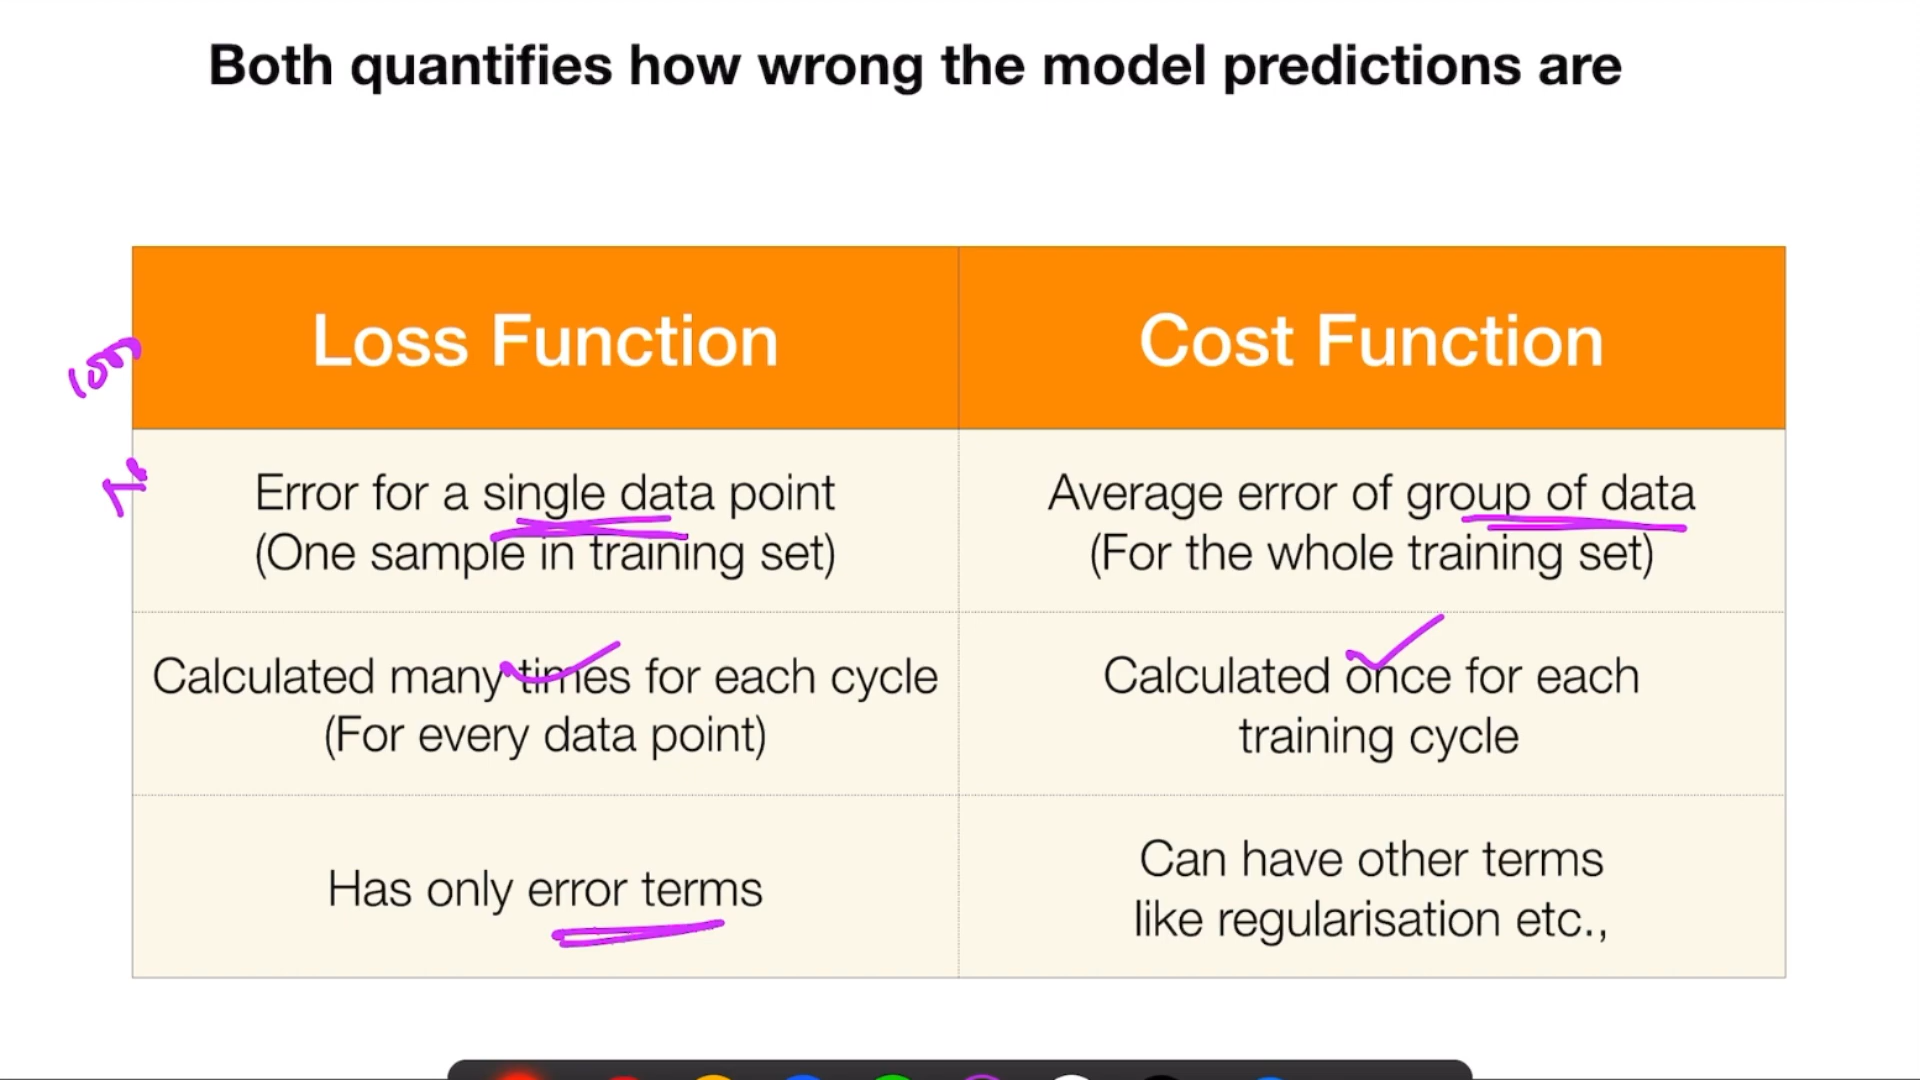 Both quantifies how wrong the model predictions are
Loss Function
Cost Function
Error for a single data point
(One sample in training set)
Average error of group of data
(For the whole training set)
Calculated many times for each cycle
(For every data point)
Calculated once for each
training cycle
Has only error terms
Can have other terms
like regularisation etc.,